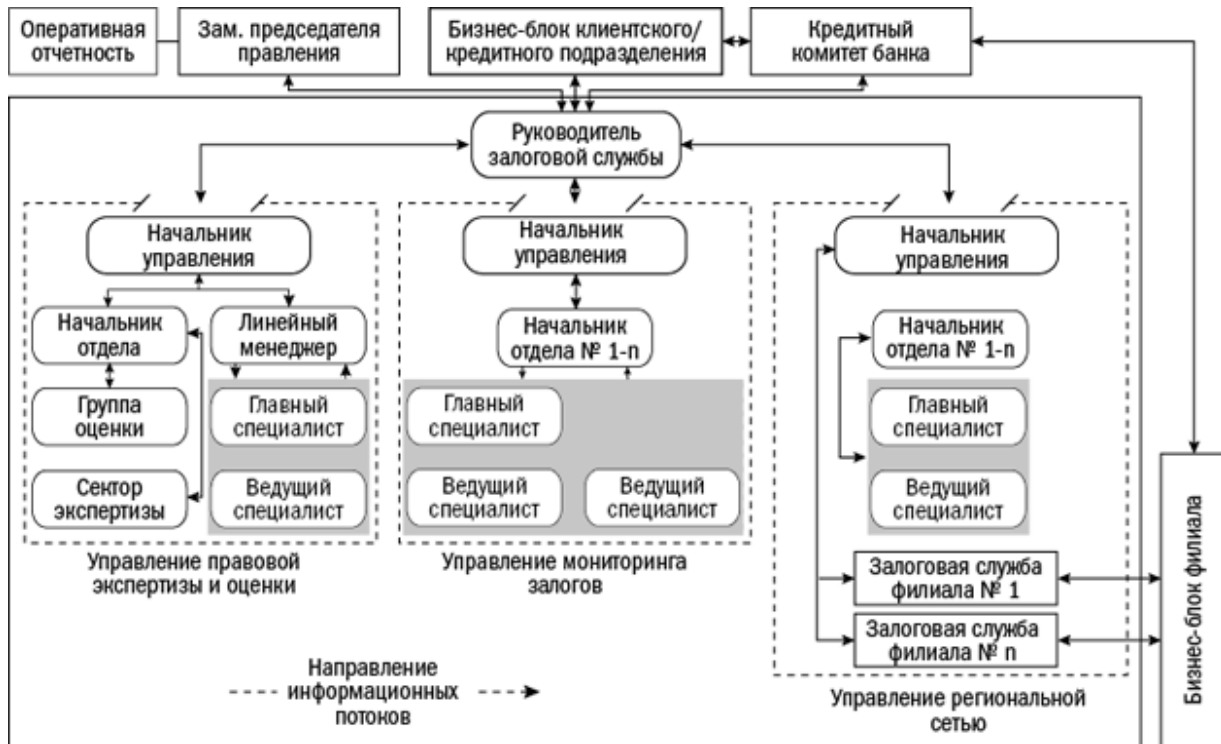 Оперативная
отчетность
Зам. председателя
правления
Бизнес-блок клиентского/
кредитного подразделения
Кредитный
комитет банка
Руководитель
залоговой службы
Начальник
управления
Начальник
отдела
Линейный
менеджер
Группа
оценки
Главный
специалист
Сектор
экспертизы
Ведущий
специалист
Управление правовой
экспертизы и оценки
Начальник
управления
Начальник
отдела № 1-n
Главный
специалист
Ведущий
специалист
Ведущий
специалист
Управление мониторинга
залогов
Начальник
управления
Начальник
отдела № 1-n
Главный
специалист
Ведущий
специалист
Залоговая служба
филиала № 1
Залоговая служба
филиала № n
Управление региональной
сетью
Бизнес-блок филиала
Направление
информационных
потоков